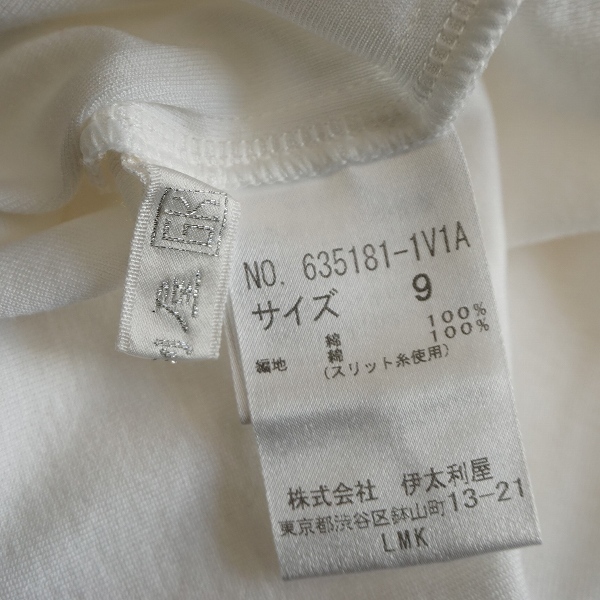 GK
NO. 635181-1V1A
サイズ 9
綿 100%
編地 綿 100%
(スリット糸使用)
株式会社 伊太利屋
東京都渋谷区鉢山町13-21
LMK